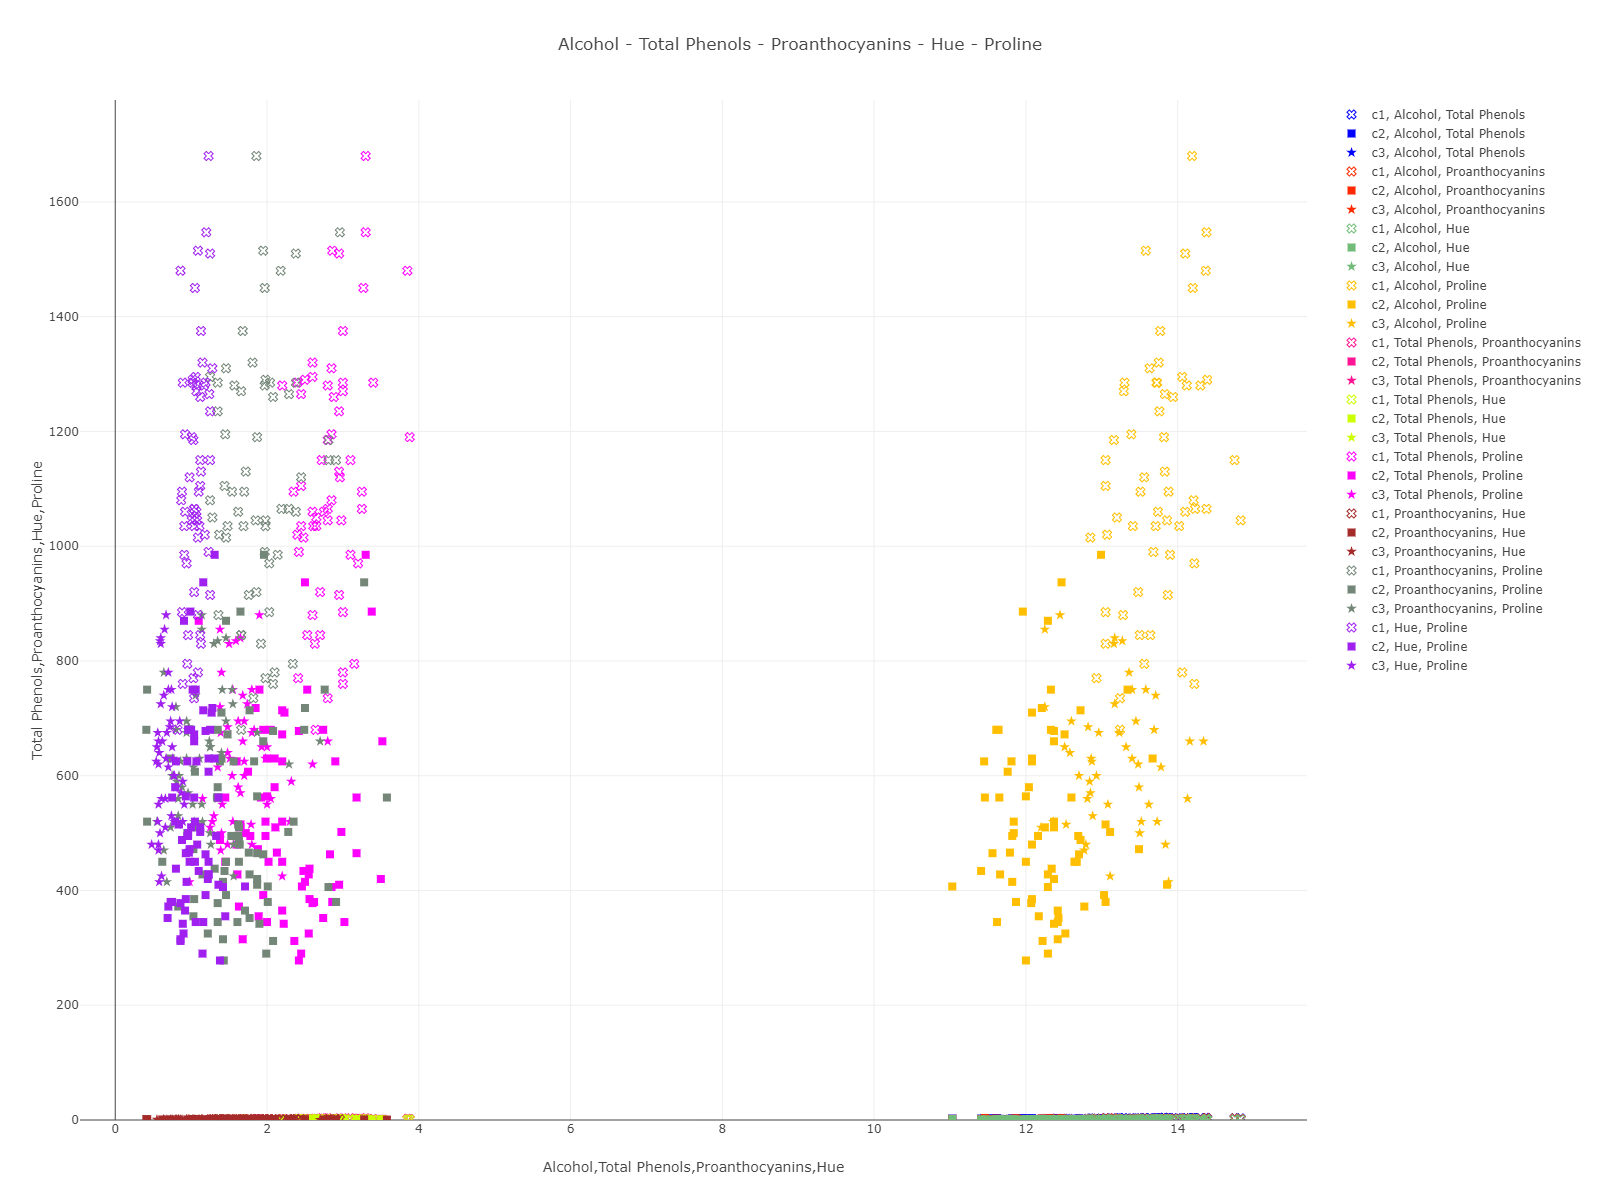 Alcohol - Total Phenols - Proanthocyanins - Hue - Proline
c1, Alcohol, Total Phenols
c2, Alcohol, Total Phenols
c3, Alcohol, Total Phenols
c1, Alcohol, Proanthocyanins
c2, Alcohol, Proanthocyanins
c3, Alcohol, Proanthocyanins
c1, Alcohol, Hue
c2, Alcohol, Hue
c3, Alcohol, Hue
c1, Alcohol, Proline
c2, Alcohol, Proline
c3, Alcohol, Proline
c1, Total Phenols, Proanthocyanins
c2, Total Phenols, Proanthocyanins
c3, Total Phenols, Proanthocyanins
c1, Total Phenols, Hue
c2, Total Phenols, Hue
c3, Total Phenols, Hue
c1, Total Phenols, Proline
c2, Total Phenols, Proline
c3, Total Phenols, Proline
c1, Proanthocyanins, Hue
c2, Proanthocyanins, Hue
c3, Proanthocyanins, Hue
c1, Proanthocyanins, Proline
c2, Proanthocyanins, Proline
c3, Proanthocyanins, Proline
c1, Hue, Proline
c2, Hue, Proline
c3, Hue, Proline
Total Phenols,Proanthocyanins,Hue,Proline
1600
1400
1200
1000
800
600
400
200
0
0 2 4 6 8 10 12 14
Alcohol,Total Phenols,Proanthocyanins,Hue